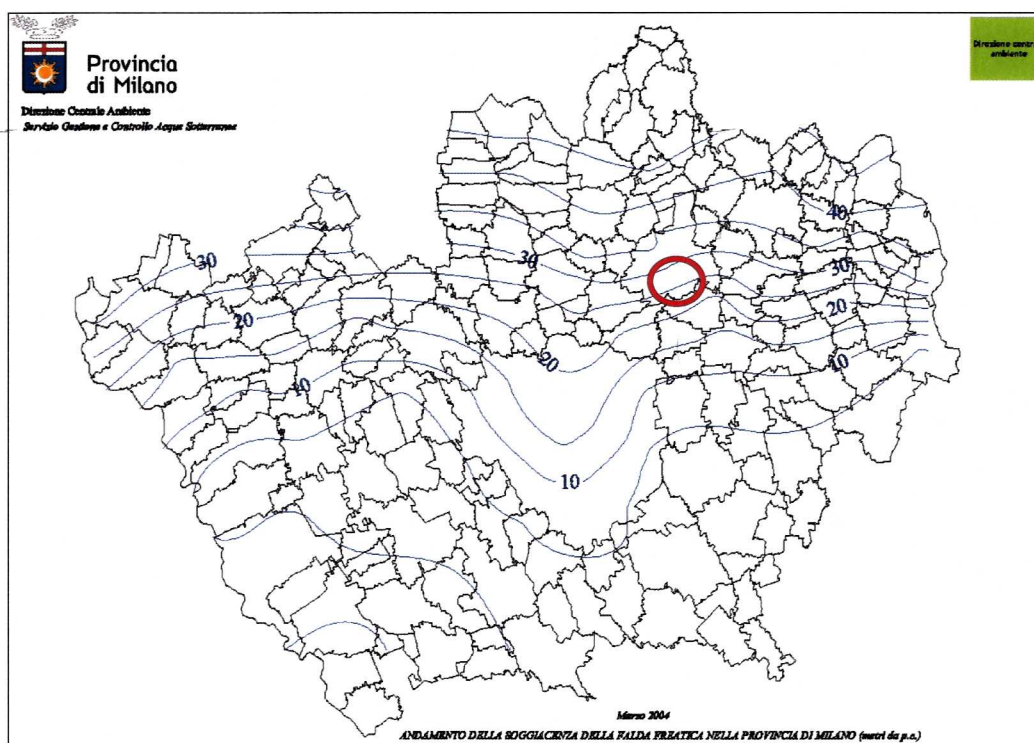 Provincia
di Milano
Direzione Centrale Ambiente
Servizio Gestione e Controllo Acque Sotterranee
Direzione centr
ambiente
40
30
30
30
20
20
20
10
10
10
Marzo 2004
ANDAMENTO DELLA SOGGIACENZA DELLA FALDA FREATICA NELLA PROVINCIA DI MILANO (metri da p.c.)